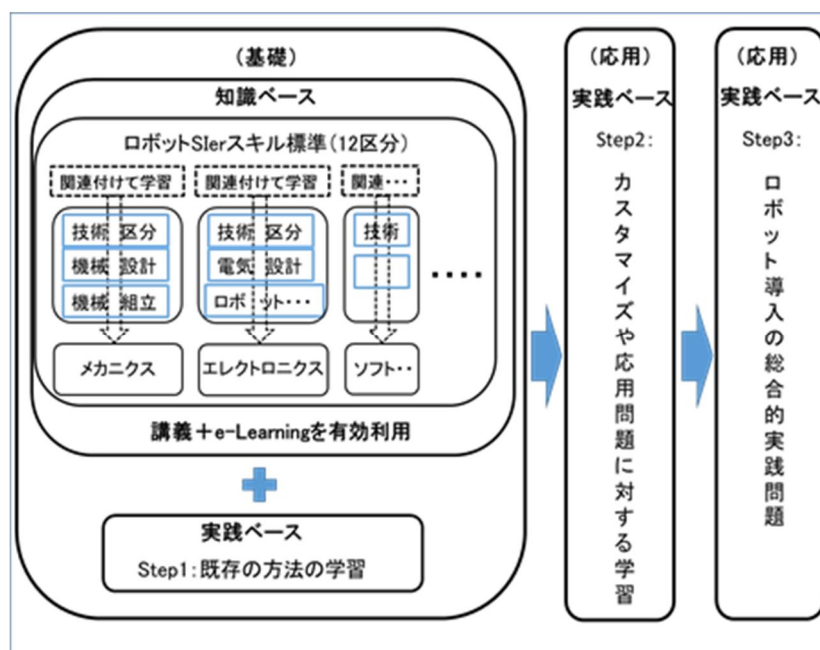 (基礎)
知識ベース
ロボットSIerスキル標準(12区分)
関連付けて学習
技術 区分
機械 設計
機械 組立
メカニクス
関連付けて学習
技術 区分
電気 設計
ロボット・・・
エレクトロニクス
関連・・・
技術
ソフト・・
・・・・
講義+e-Learningを有効利用
+
実践ベース
Step1:既存の方法の学習
(応用)
実践ベース
Step2:
カスタマイズや応用問題に対する学習
(応用)
実践ベース
Step3:
ロボット導入の総合的実践問題